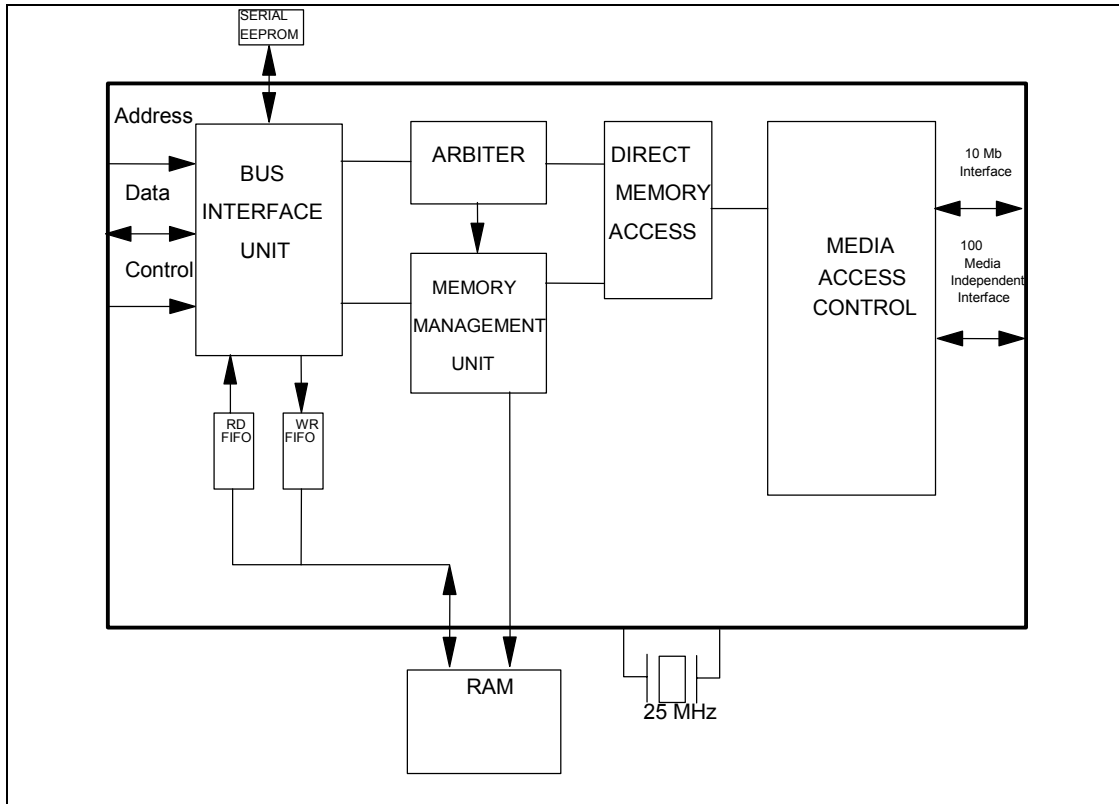 SERIAL
EEPROM
Address
Data
Control
BUS
INTERFACE
UNIT
ARBITER
MEMORY
MANAGEMENT
UNIT
DIRECT
MEMORY
ACCESS
MEDIA
ACCESS
CONTROL
10 Mb
Interface
100
Media
Independent
Interface
RD
FIFO
WR
FIFO
RAM
25 MHz